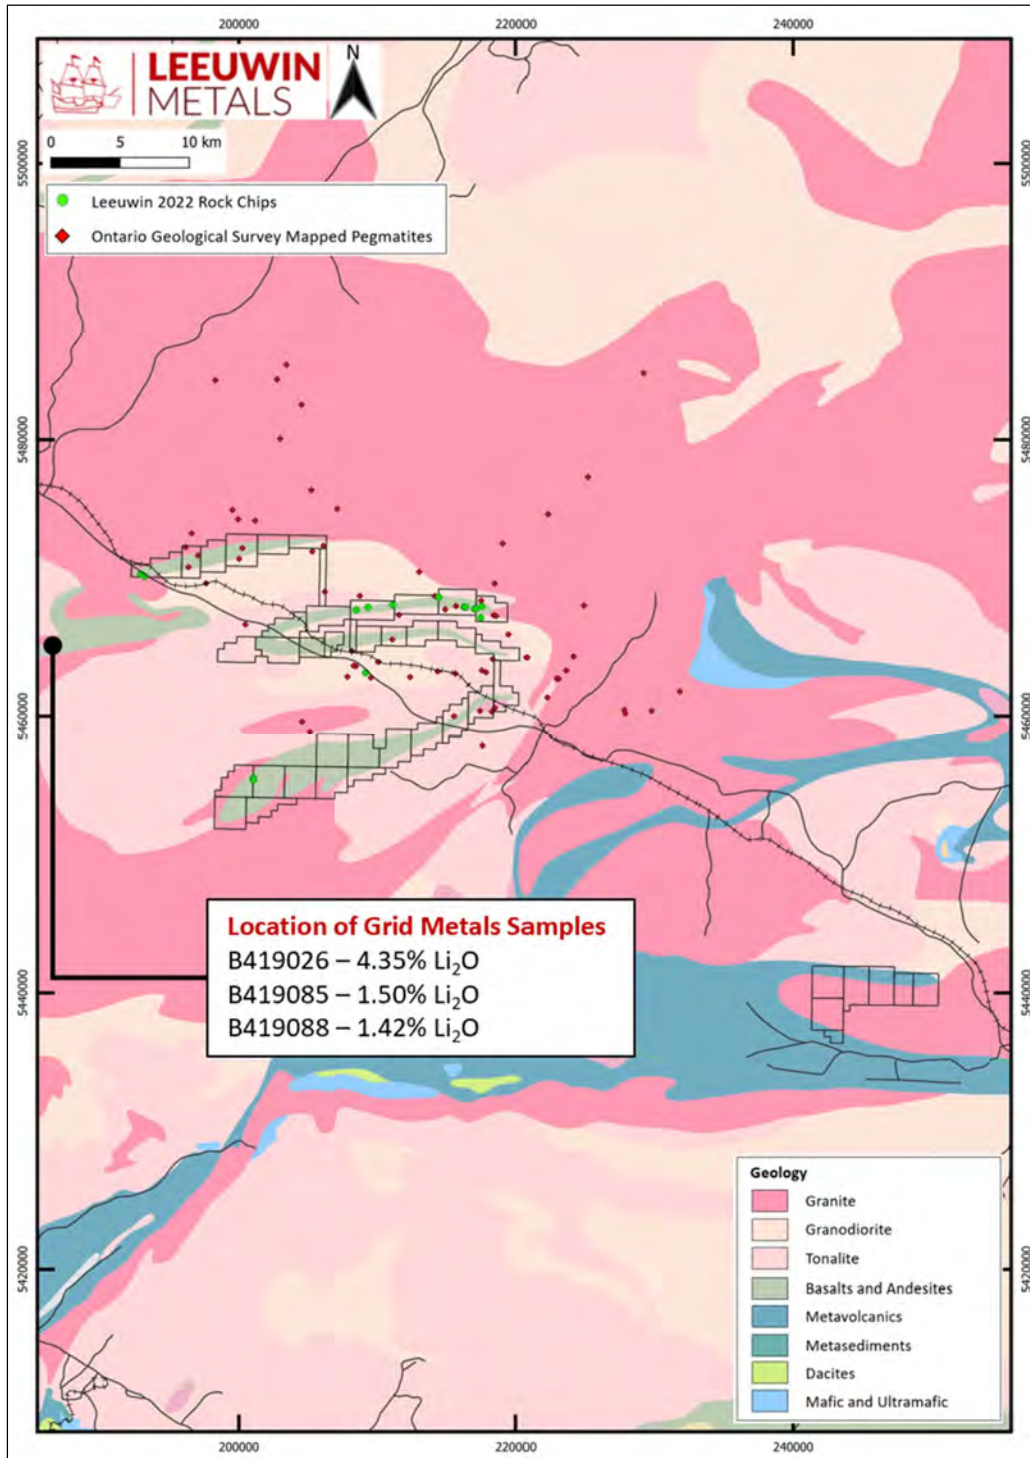 200000
220000
240000
LEEUWIN
METALS
N
0 5 10 km
Leeuwin 2022 Rock Chips
Ontario Geological Survey Mapped Pegmatites
5500000
5500000
5480000
5480000
5460000
5460000
Location of Grid Metals Samples
B419026 – 4.35% Li₂O
B419085 – 1.50% Li₂O
B419088 – 1.42% Li₂O
5440000
5440000
Geology
Granite
Granodiorite
Tonalite
Basalts and Andesites
Metavolcanics
Metasediments
Dacites
Mafic and Ultramafic
5420000
5420000
200000
220000
240000